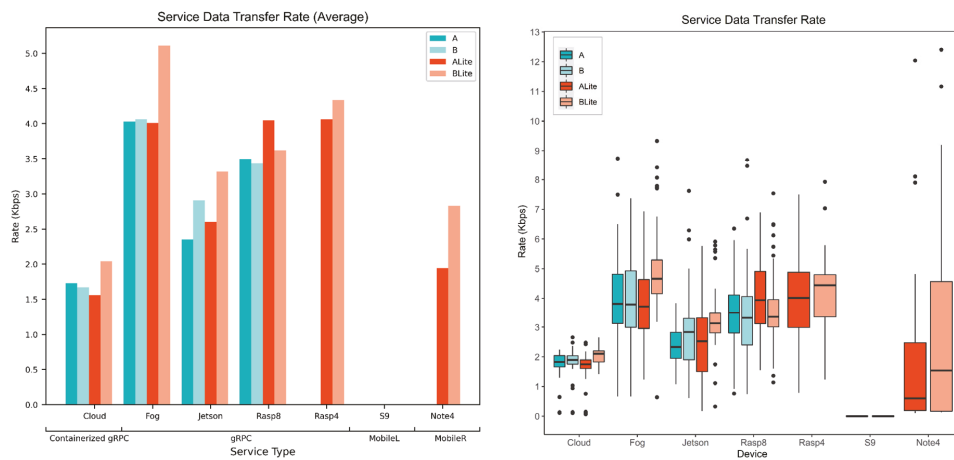 Service Data Transfer Rate (Average)
A
B
ALite
BLite
5.0
4.5
4.0
3.5
3.0
2.5
2.0
1.5
1.0
0.5
0.0
Rate (Kbps)
Cloud Fog Jetson Rasp8 Rasp4 S9 Note4
Containerized gRPC gRPC MobileL MobileR
Service Type
Service Data Transfer Rate
A
B
ALite
BLite
13
12
11
10
9
8
7
6
5
4
3
2
1
0
Rate (Kbps)
Cloud Fog Jetson Rasp8 Rasp4 S9 Note4
Device